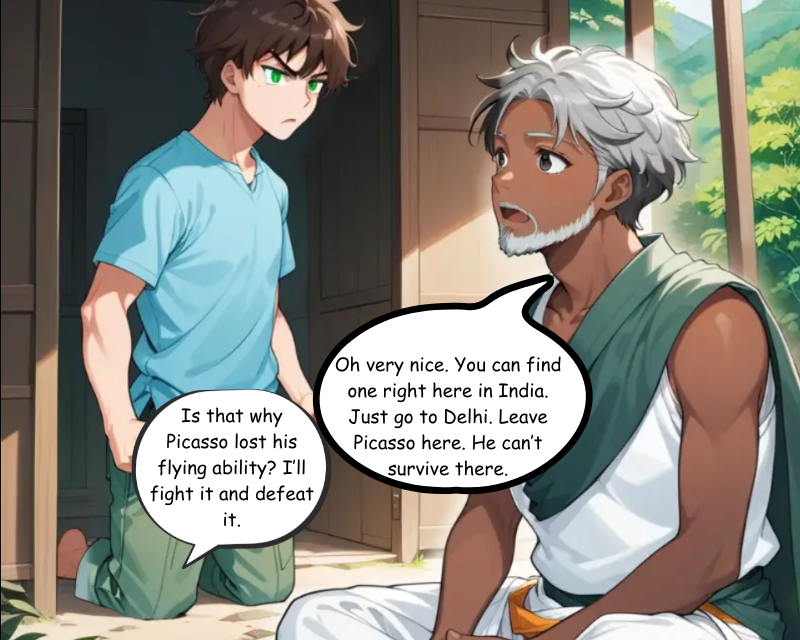 Is that why
Picasso lost his
flying ability? I'll
fight it and defeat
it.
Oh very nice. You can find
one right here in India.
Just go to Delhi. Leave
Picasso here. He can't
survive there.